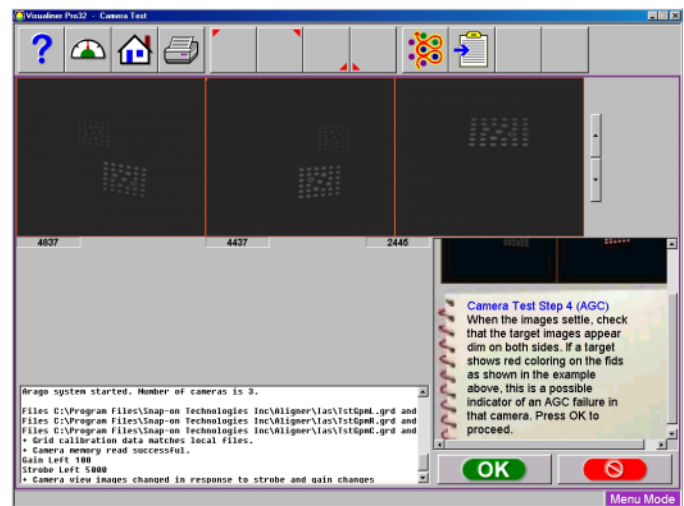 Visualiner Pro32 - Camera Test
4837
4437
2445
Camera Test Step 4 (AGC)
When the images settle, check
that the target images appear
dim on both sides. If a target
shows red coloring on the fids
as shown in the example
above, this is a possible
indicator of an AGC failure in
that camera. Press OK to
proceed.
Arago system started. Number of cameras is 3.
Files C:\Program Files\Snap-on Technologies Inc\Aligner\Ias\TstGpmL.grd and
Files C:\Program Files\Snap-on Technologies Inc\Aligner\Ias\TstGpmR.grd and
Files C:\Program Files\Snap-on Technologies Inc\Aligner\Ias\TstGpmC.grd and
+ Grid calibration data matches local files.
+ Camera memory read successful.
Gain Left 100
Strobe Left 5000
+ Camera view images changed in response to strobe and gain changes
OK
Menu Mode